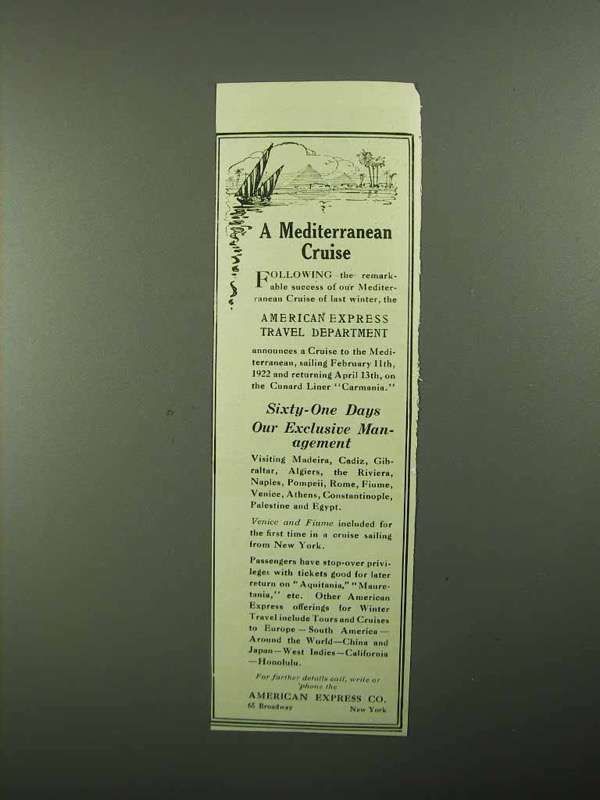 A Mediterranean
Cruise
FOLLOWING the remark-
able success of our Mediter-
ranean Cruise of last winter, the
AMERICAN EXPRESS
TRAVEL DEPARTMENT
announces a Cruise to the Medi-
terranean, sailing February 11th,
1922 and returning April 13th, on
the Cunard Liner "Carmania."
Sixty-One Days
Our Exclusive Man-
agement
Visiting Madeira, Cadiz, Gib-
raltar, Algiers, the Riviera,
Naples, Pompeii, Rome, Fiume,
Venice, Athens, Constantinople,
Palestine and Egypt.
Venice and Fiume included for
the first time in a cruise sailing
from New York.
Passengers have stop-over privi-
leges with tickets good for later
return on "Aquitania," "Maure-
tania," etc. Other American
Express offerings for Winter
Travel include Tours and Cruises
to Europe—South America—
Around the World—China and
Japan—West Indies—California
—Honolulu.
For further details call, write or
'phone the
AMERICAN EXPRESS CO.
65 Broadway New York